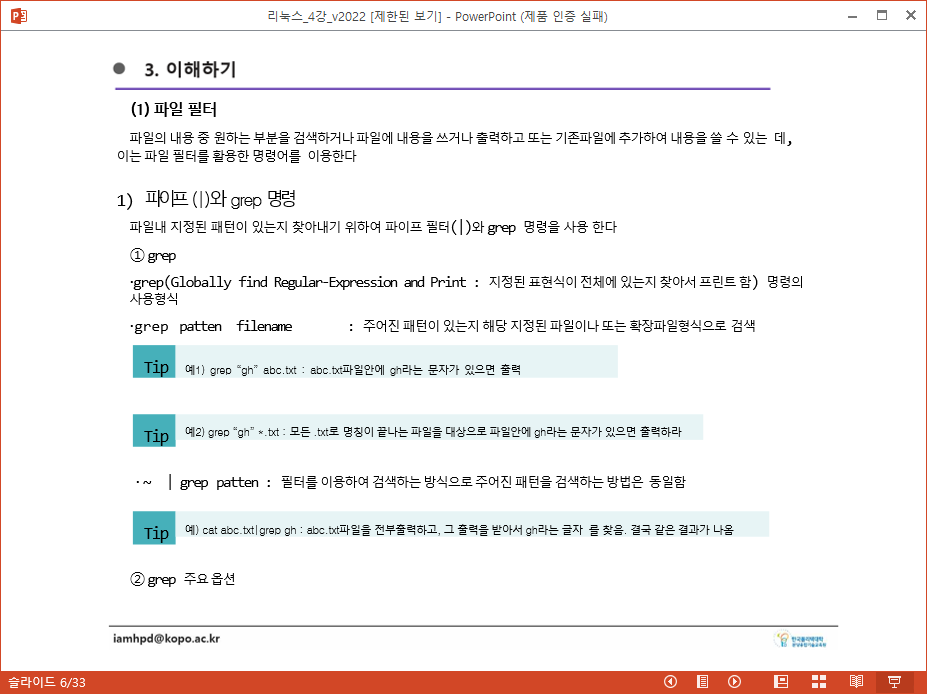 리눅스_4강_v2022 [제한된 보기] - PowerPoint (제품 인증 실패)
3. 이해하기
(1) 파일 필터
파일의 내용 중 원하는 부분을 검색하거나 파일에 내용을 쓰거나 출력하고 또는 기존파일에 추가하여 내용을 쓸 수 있는 데,
이는 파일 필터를 활용한 명령어를 이용한다
1) 파이프 (|)와 grep 명령
파일내 지정된 패턴이 있는지 찾아내기 위하여 파이프 필터(|)와 grep 명령을 사용 한다
① grep
·grep(Globally find Regular-Expression and Print : 지정된 표현식이 전체에 있는지 찾아서 프린트 함) 명령의
사용형식
·grep patten filename : 주어진 패턴이 있는지 해당 지정된 파일이나 또는 확장파일형식으로 검색
Tip 예1) grep “gh” abc.txt : abc.txt파일안에 gh라는 문자가 있으면 출력
Tip 예2) grep “gh” *.txt : 모든 .txt로 명칭이 끝나는 파일을 대상으로 파일안에 gh라는 문자가 있으면 출력하라
·~ | grep patten : 필터를 이용하여 검색하는 방식으로 주어진 패턴을 검색하는 방법은 동일함
Tip 예) cat abc.txt|grep gh : abc.txt파일을 전부출력하고, 그 출력을 받아서 gh라는 글자 를 찾음. 결국 같은 결과가 나옴
② grep 주요 옵션
iamhpd@kopo.ac.kr
슬라이드 6/33